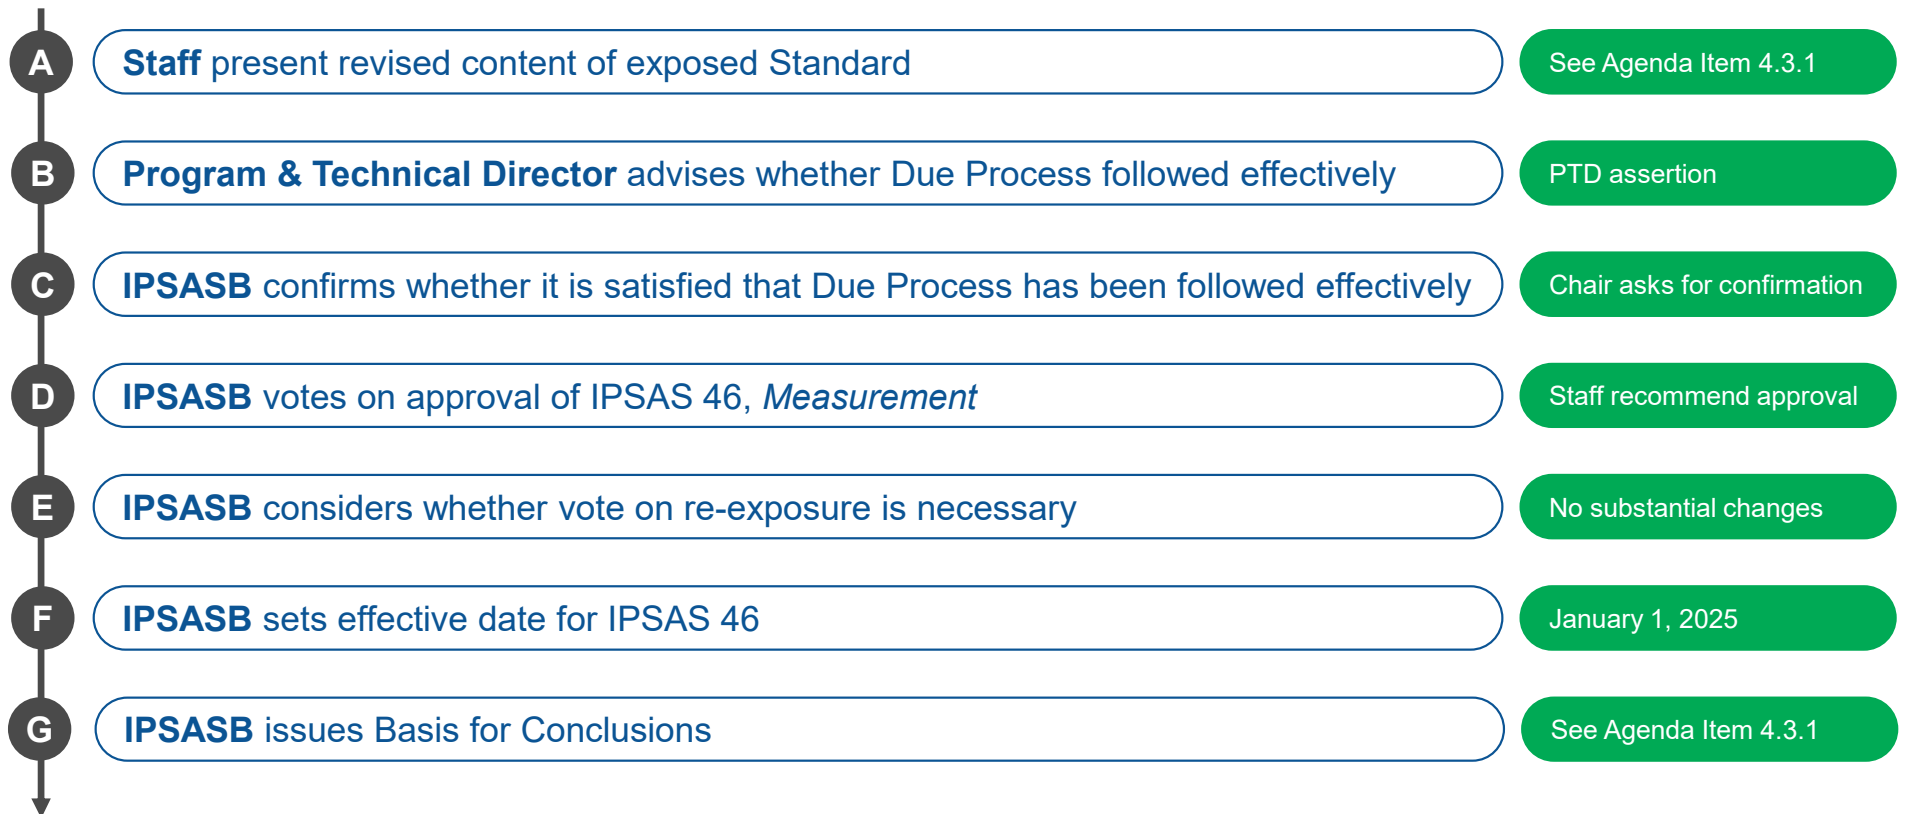 A
Staff present revised content of exposed Standard
See Agenda Item 4.3.1
B
Program & Technical Director advises whether Due Process followed effectively
PTD assertion
C
IPSASB confirms whether it is satisfied that Due Process has been followed effectively
Chair asks for confirmation
D
IPSASB votes on approval of IPSAS 46, Measurement
Staff recommend approval
E
IPSASB considers whether vote on re-exposure is necessary
No substantial changes
F
IPSASB sets effective date for IPSAS 46
January 1, 2025
G
IPSASB issues Basis for Conclusions
See Agenda Item 4.3.1